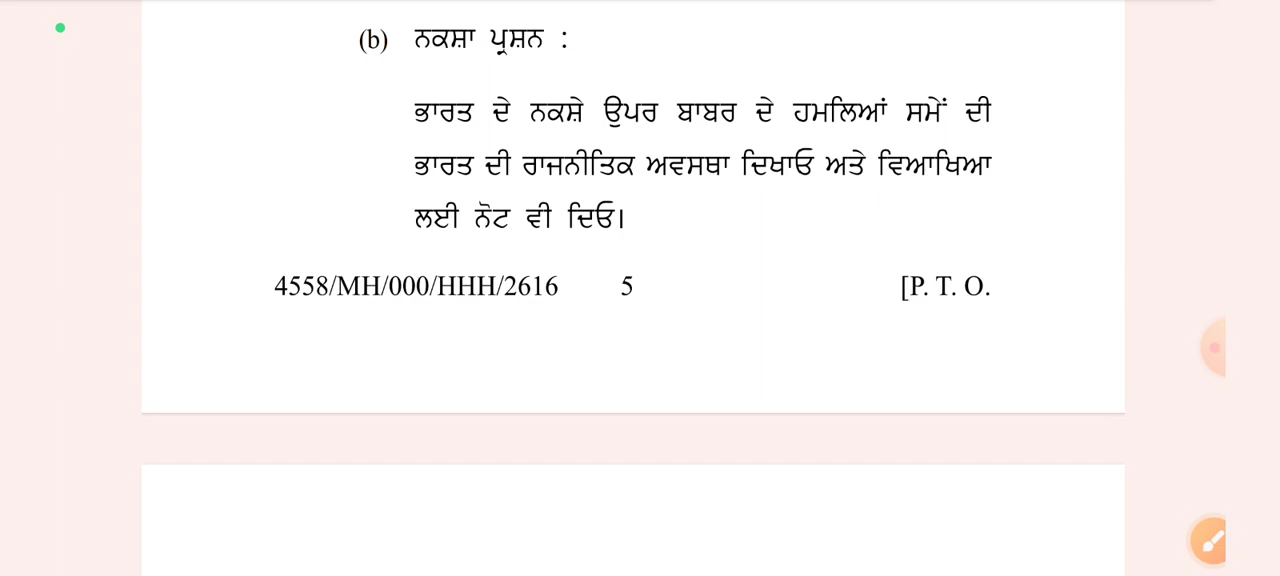 (b) ਨਕਸ਼ਾ ਪ੍ਰਸ਼ਨ :
ਭਾਰਤ ਦੇ ਨਕਸ਼ੇ ਉਪਰ ਬਾਬਰ ਦੇ ਹਮਲਿਆਂ ਸਮੇਂ ਦੀ
ਭਾਰਤ ਦੀ ਰਾਜਨੀਤਿਕ ਅਵਸਥਾ ਦਿਖਾਓ ਅਤੇ ਵਿਆਖਿਆ
ਲਈ ਨੋਟ ਵੀ ਦਿਓ।
4558/MH/000/HHH/2616 5 [P. T. O.